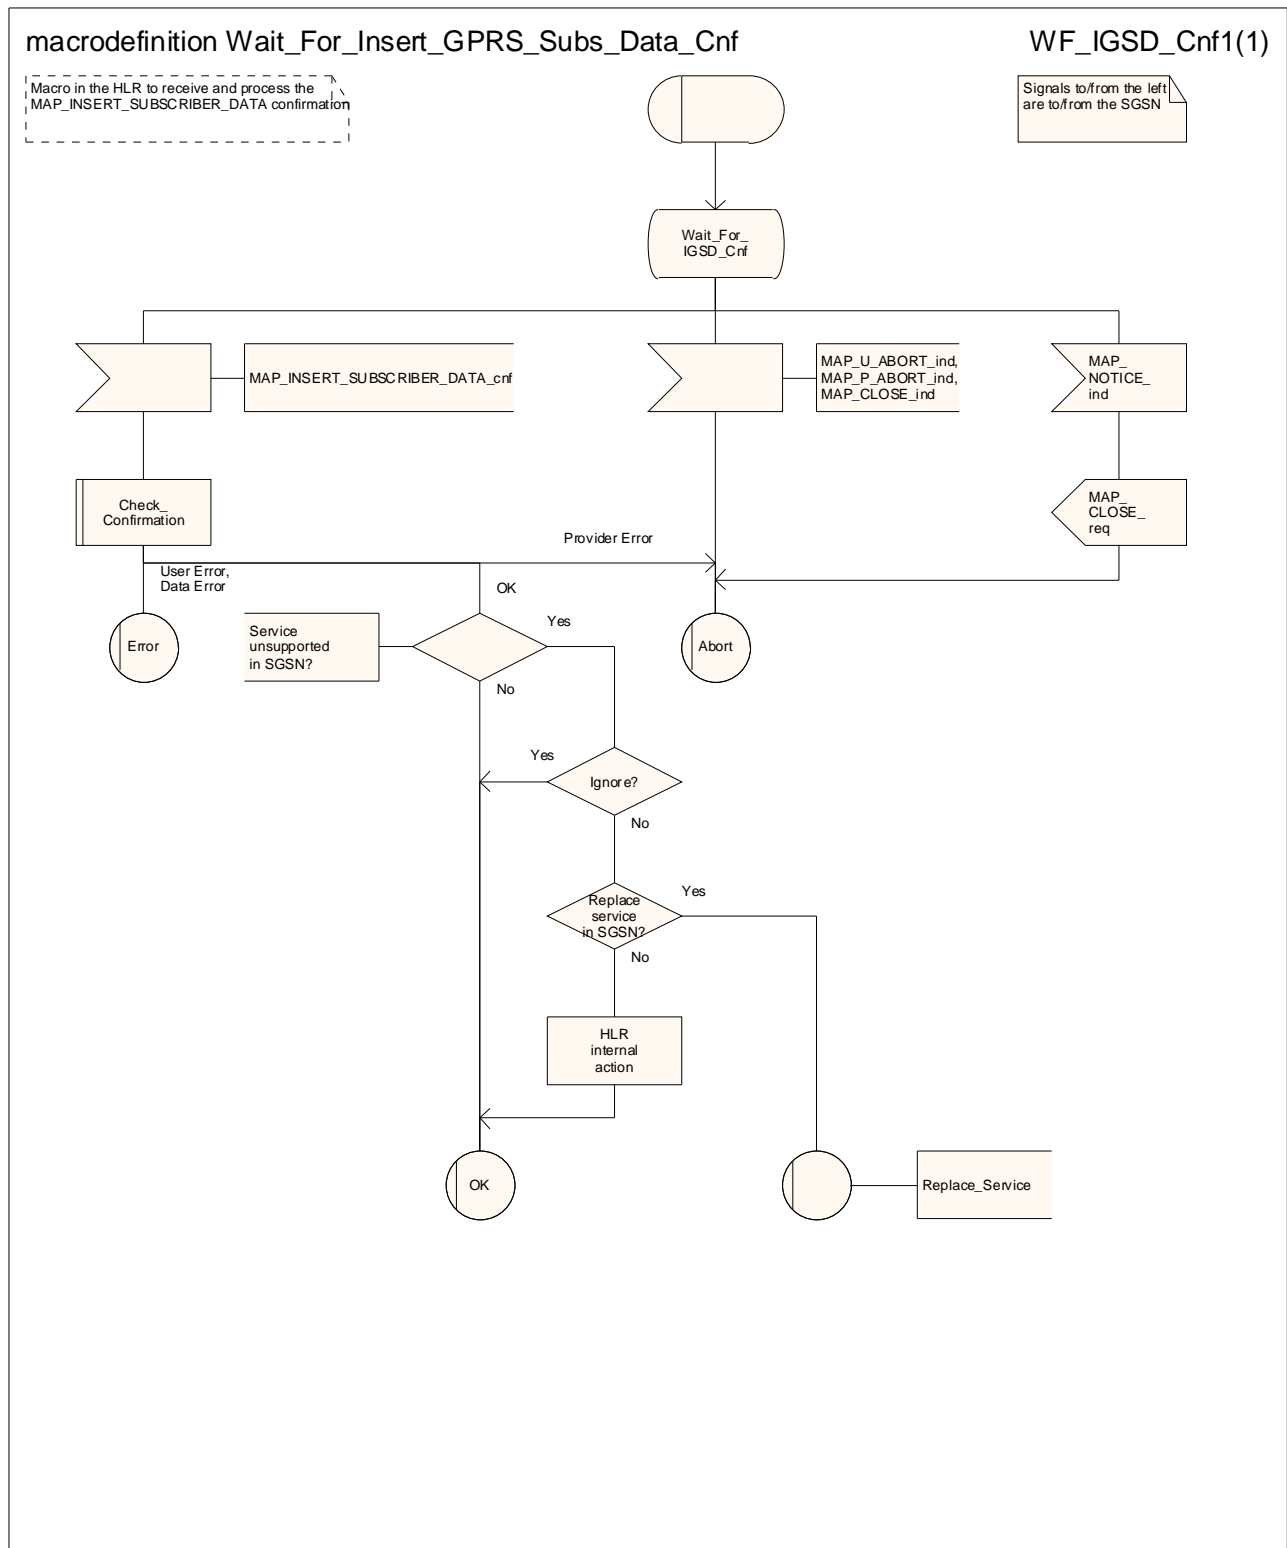 macrodefinition Wait_For_Insert_GPRS_Subs_Data_Cnf
WF_IGSD_Cnf1(1)
Macro in the HLR to receive and process the
MAP_INSERT_SUBSCRIBER_DATA confirmation
Signals to/from the left
are to/from the SGSN
Wait_For_
IGSD_Cnf
MAP_INSERT_SUBSCRIBER_DATA_cnf
MAP_U_ABORT_ind,
MAP_P_ABORT_ind,
MAP_CLOSE_ind
MAP_
NOTICE_
ind
Check_
Confirmation
MAP_
CLOSE_
req
Provider Error
User Error,
Data Error
OK
Error
Service
unsupported
in SGSN?
Yes
Abort
No
Yes
Ignore?
No
Replace
service
in SGSN?
Yes
No
HLR
internal
action
OK
Replace_Service